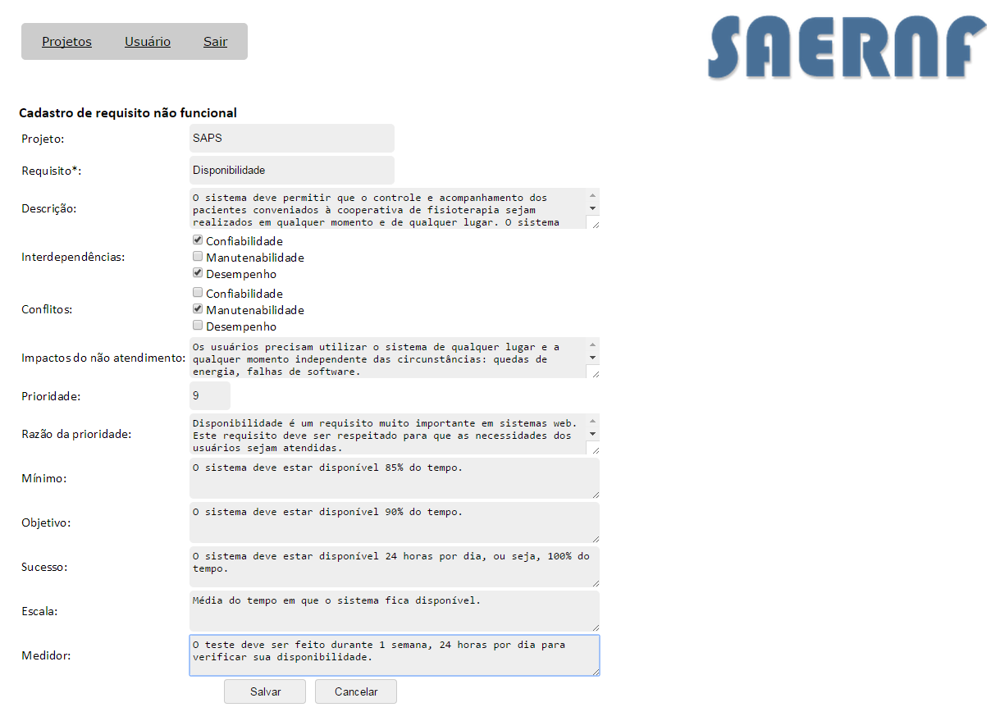 Projetos Usuário Sair
SAERNF
Cadastro de requisito não funcional
Projeto: SAPS
Requisito*: Disponibilidade
Descrição:
O sistema deve permitir que o controle e acompanhamento dos
pacientes conveniados à cooperativa de fisioterapia sejam
realizados em qualquer momento e de qualquer lugar. O sistema
Interdependências:
Confiabilidade
Manutenabilidade
Desempenho
Conflitos:
Confiabilidade
Manutenabilidade
Desempenho
Impactos do não atendimento:
Os usuários precisam utilizar o sistema de qualquer lugar e a
qualquer momento independente das circunstâncias: quedas de
energia, falhas de software.
Prioridade: 9
Razão da prioridade:
Disponibilidade é um requisito muito importante em sistemas web.
Este requisito deve ser respeitado para que as necessidades dos
usuários sejam atendidas.
Mínimo:
O sistema deve estar disponível 85% do tempo.
Objetivo:
O sistema deve estar disponível 90% do tempo.
Sucesso:
O sistema deve estar disponível 24 horas por dia, ou seja, 100% do
tempo.
Escala:
Média do tempo em que o sistema fica disponível.
Medidor:
O teste deve ser feito durante 1 semana, 24 horas por dia para
verificar sua disponibilidade.
Salvar Cancelar